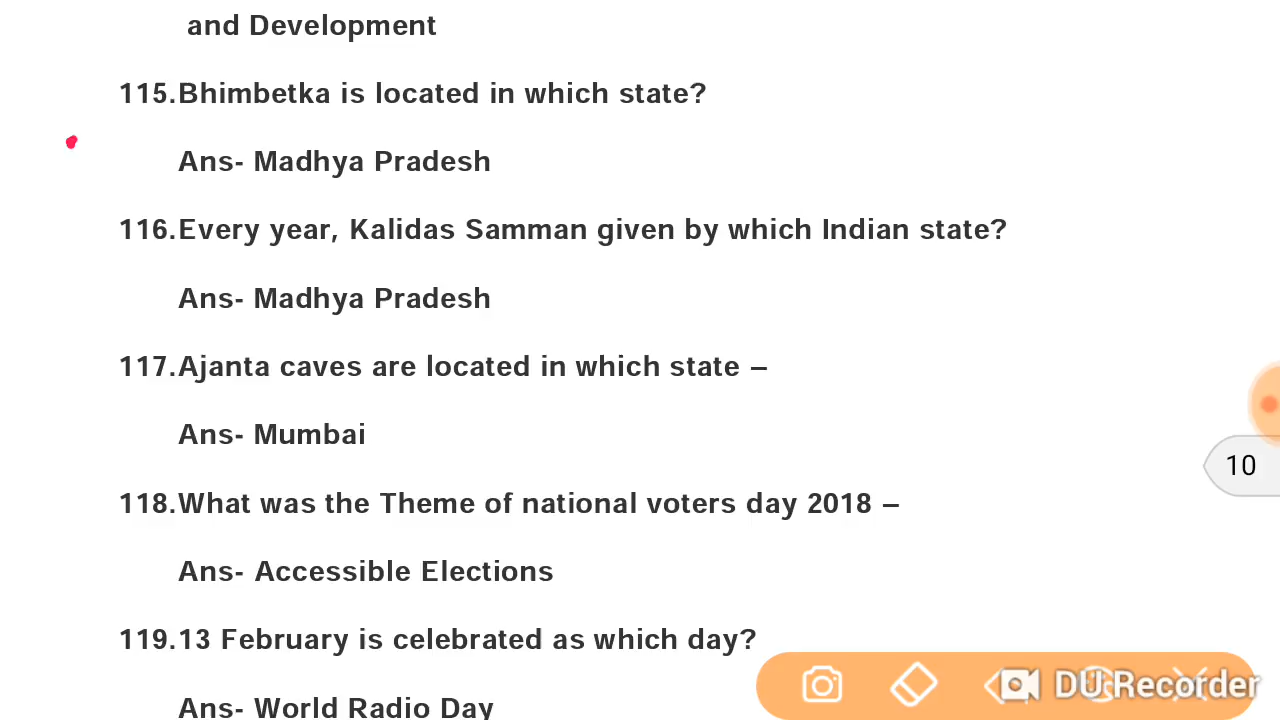 and Development
115.Bhimbetka is located in which state?
Ans- Madhya Pradesh
116.Every year, Kalidas Samman given by which Indian state?
Ans- Madhya Pradesh
117.Ajanta caves are located in which state –
Ans- Mumbai
10
118.What was the Theme of national voters day 2018 –
Ans- Accessible Elections
119.13 February is celebrated as which day?
DU Recorder
Ans- World Radio Day